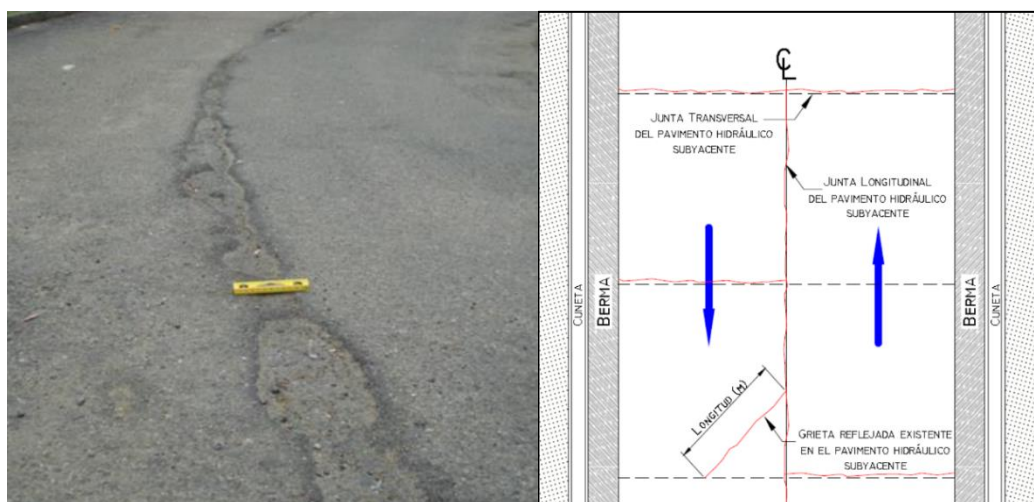 ℄
JUNTA TRANSVERSAL
DEL PAVIMENTO HIDRÁULICO
SUBYACENTE
JUNTA LONGITUDINAL
DEL PAVIMENTO HIDRÁULICO
SUBYACENTE
CUNETA
BERMA
BERMA
CUNETA
LONGITUD (M)
GRIETA REFLEJADA EXISTENTE
EN EL PAVIMENTO HIDRÁULICO
SUBYACENTE